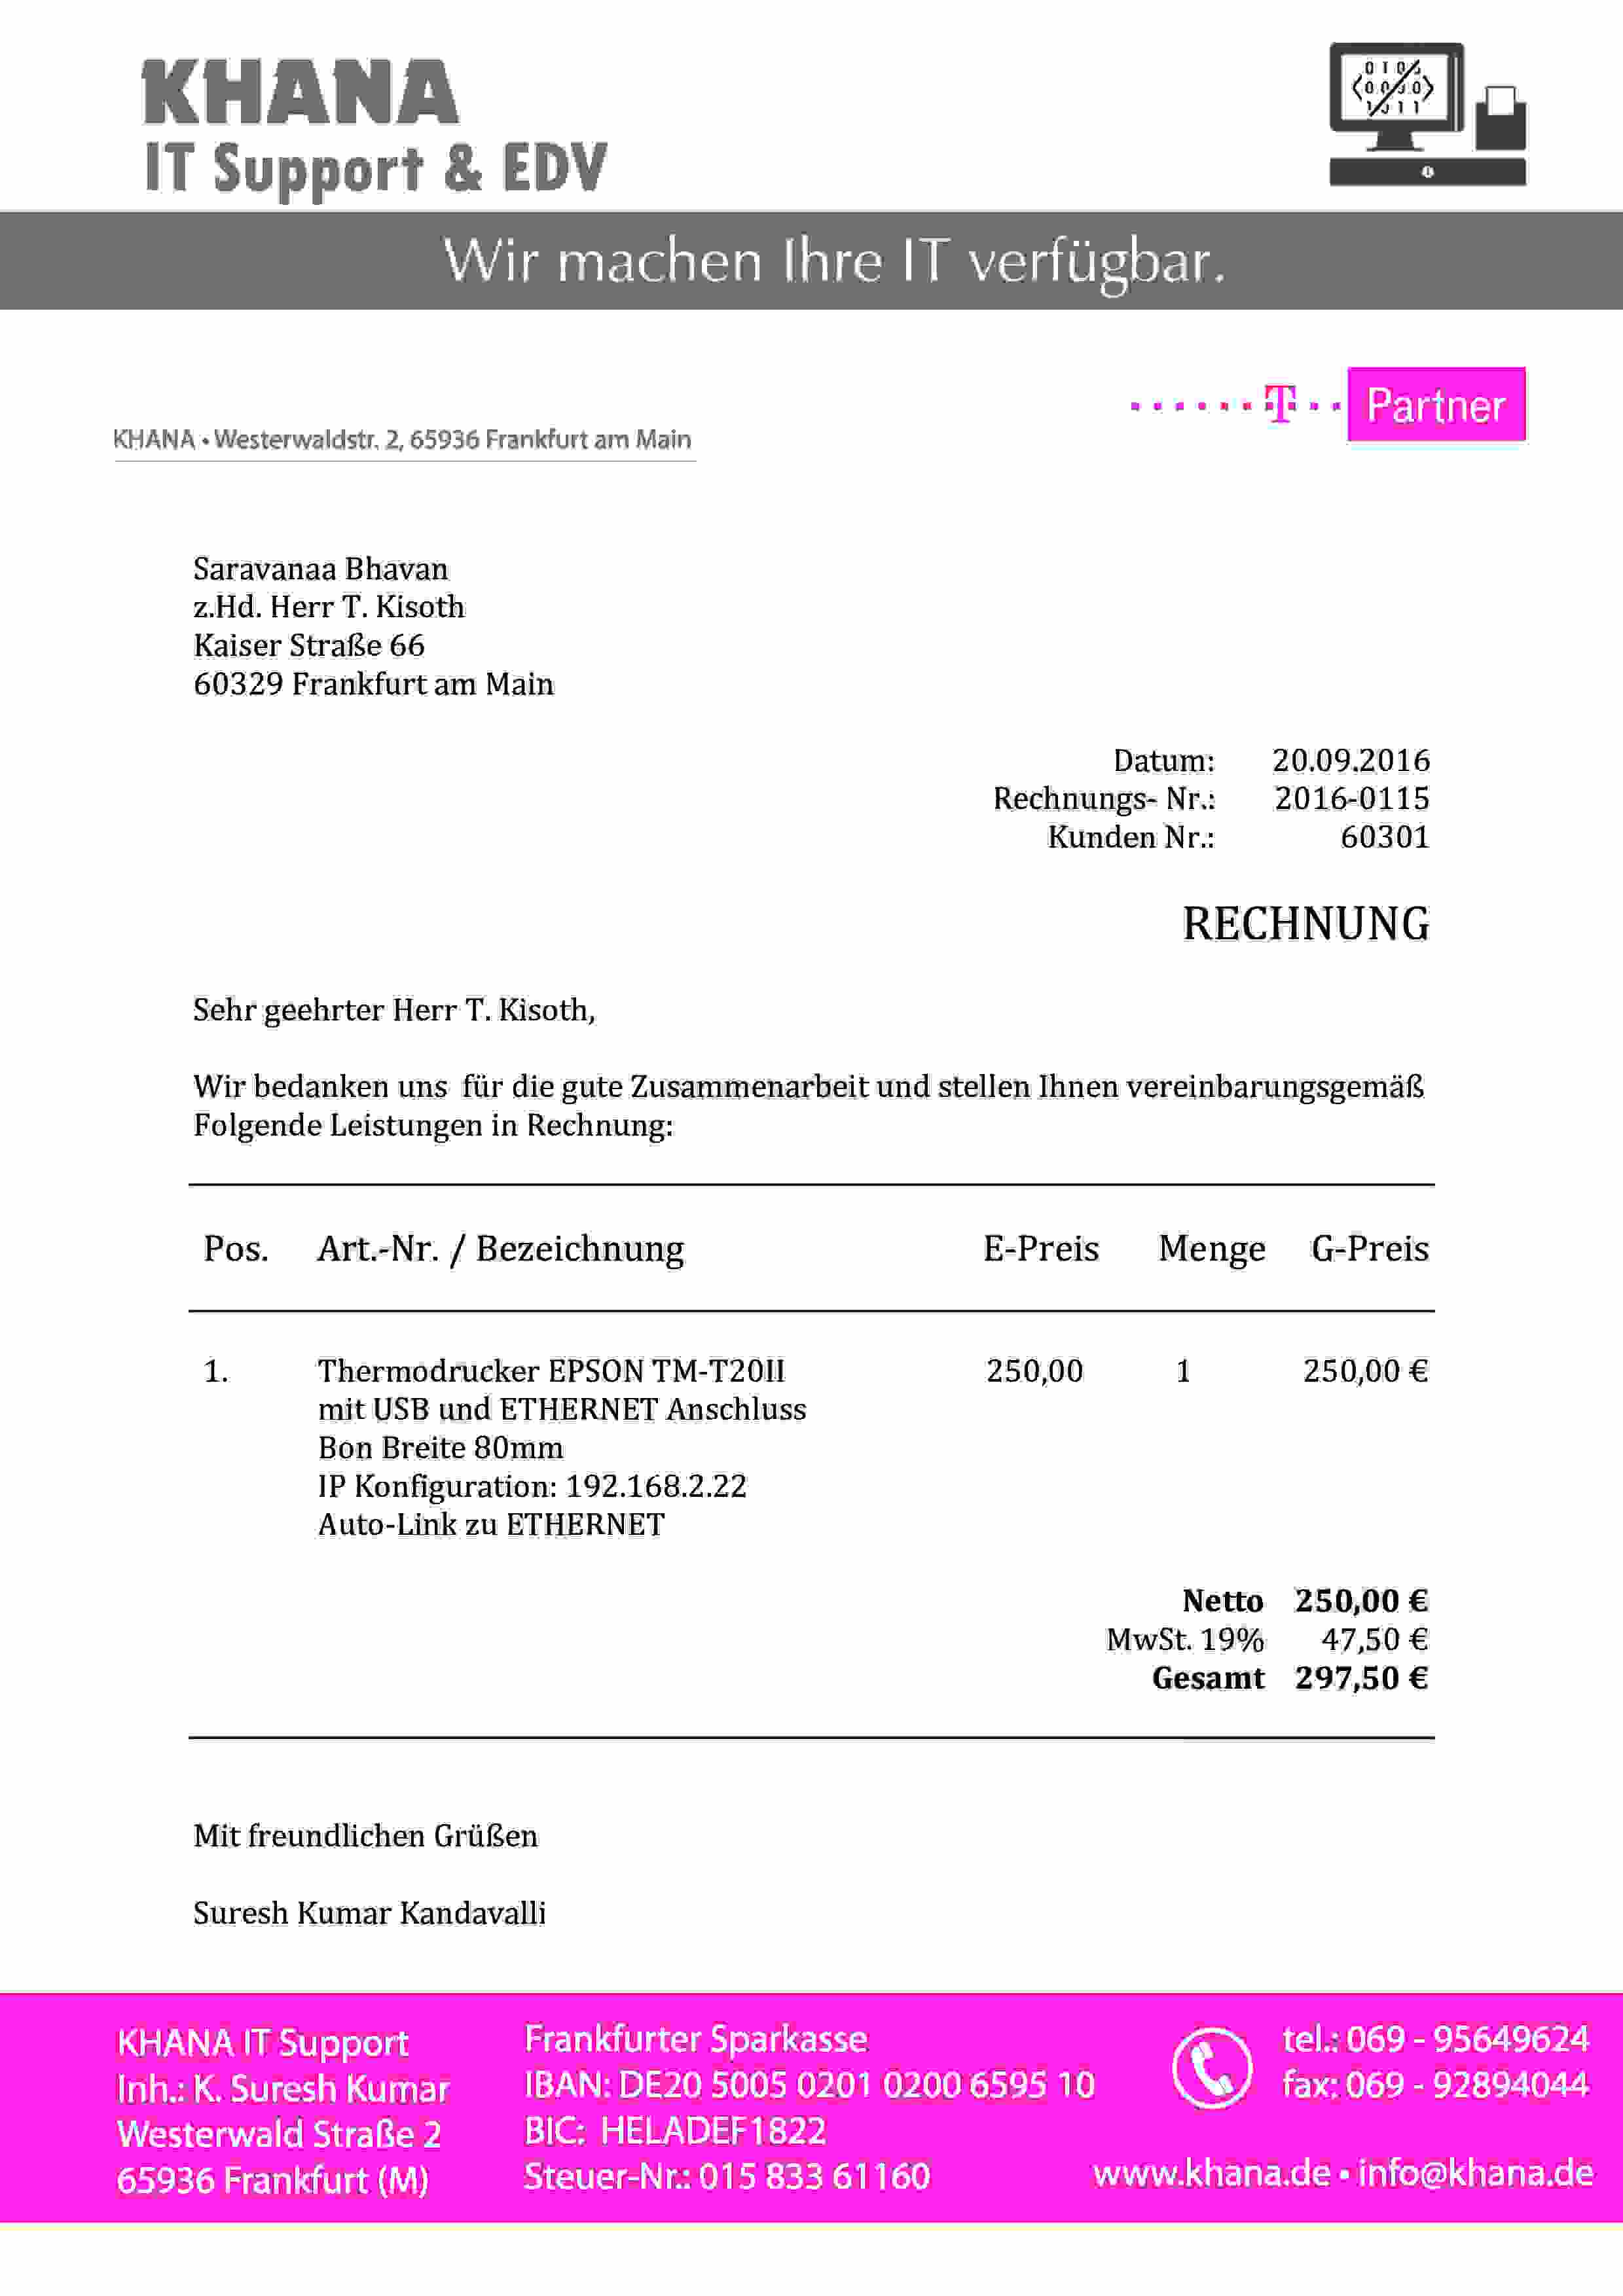 KHANA
IT Support & EDV
Wir machen Ihre IT verfügbar.
T Partner
KHANA • Westerwaldstr. 2, 65936 Frankfurt am Main
Saravanaa Bhavan
z.Hd. Herr T. Kisoth
Kaiser Straße 66
60329 Frankfurt am Main
Datum: 20.09.2016
Rechnungs- Nr.: 2016-0115
Kunden Nr.: 60301
RECHNUNG
Sehr geehrter Herr T. Kisoth,
Wir bedanken uns für die gute Zusammenarbeit und stellen Ihnen vereinbarungsgemäß
Folgende Leistungen in Rechnung:
Pos. Art.-Nr. / Bezeichnung E-Preis Menge G-Preis
1. Thermodrucker EPSON TM-T20II 250,00 1 250,00 €
mit USB und ETHERNET Anschluss
Bon Breite 80mm
IP Konfiguration: 192.168.2.22
Auto-Link zu ETHERNET
Netto 250,00 €
MwSt. 19% 47,50 €
Gesamt 297,50 €
Mit freundlichen Grüßen
Suresh Kumar Kandavalli
KHANA IT Support
Inh.: K. Suresh Kumar
Westerwald Straße 2
65936 Frankfurt (M)
Frankfurter Sparkasse
IBAN: DE20 5005 0201 0200 6595 10
BIC: HELADEF1822
Steuer-Nr.: 015 833 61160
tel.: 069 - 95649624
fax: 069 - 92894044
www.khana.de • info@khana.de